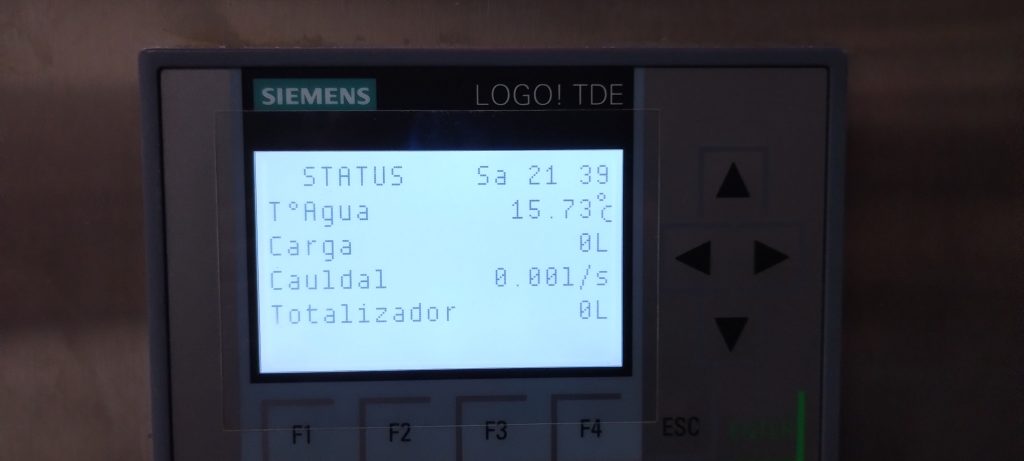 SIEMENS LOGO! TDE
STATUS Sa 21 39
T°Agua 15.73°C
Carga 0L
Cauldal 0.00l/s
Totalizador 0L
F1 F2 F3 F4 ESC